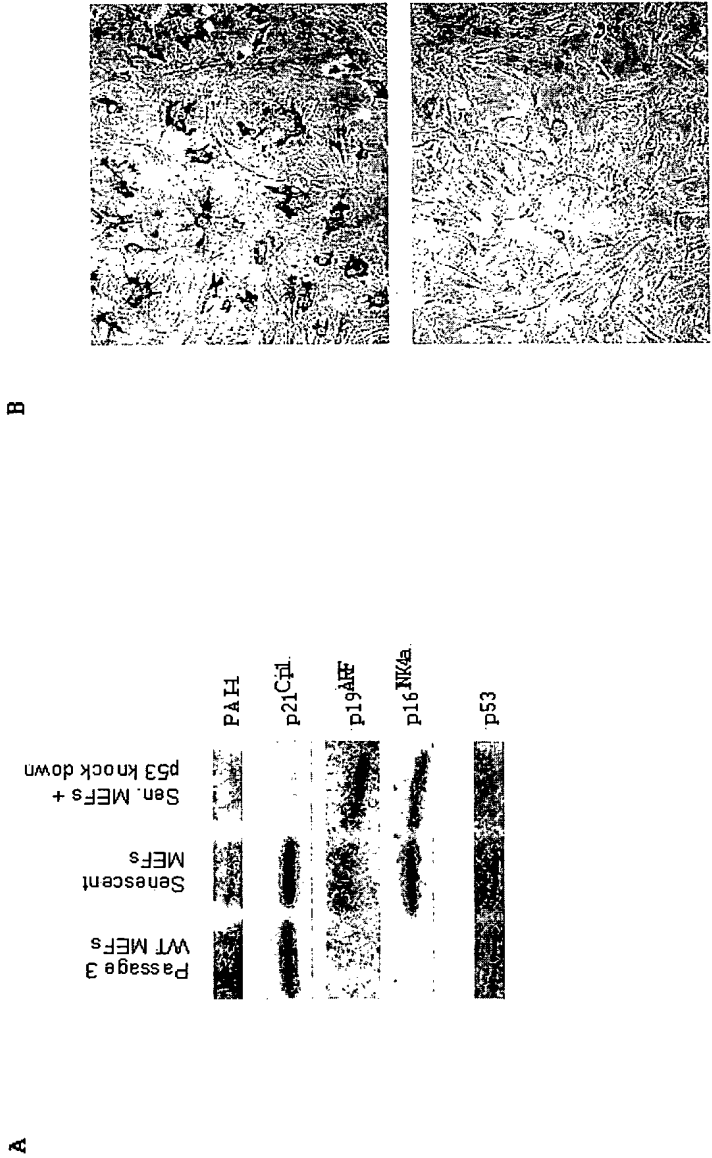 A
Passage 3
WT MEFs
Senescent
MEFs
Sen. MEFs +
p53 knock down
PAI-1
p21Cip1
p19ARF
p16INK4a
p53
B